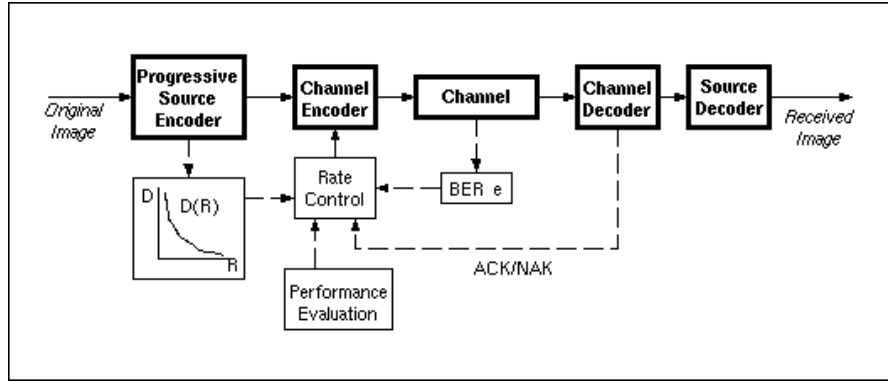 Progressive
Source
Encoder
Channel
Encoder
Channel
Channel
Decoder
Source
Decoder
Original
Image
Received
Image
D
D(R)
R
Rate
Control
BER e
ACK/NAK
Performance
Evaluation